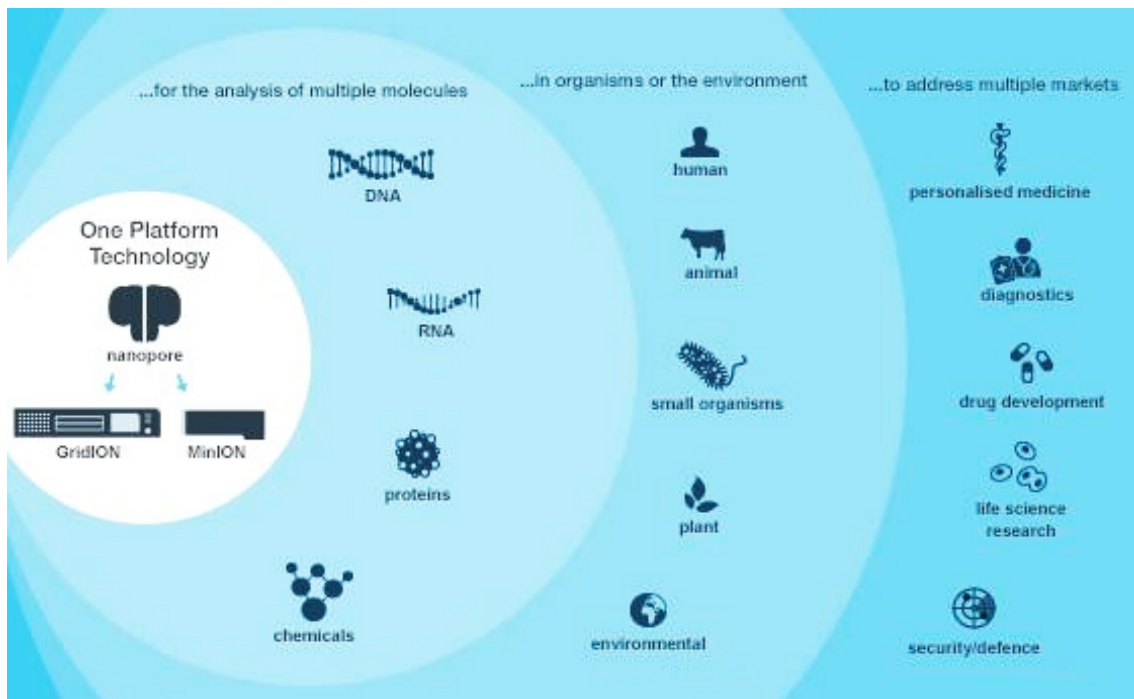 One Platform
Technology
nanopore
GridION
MinION
...for the analysis of multiple molecules
DNA
RNA
proteins
chemicals
...in organisms or the environment
human
animal
small organisms
plant
environmental
...to address multiple markets
personalised medicine
diagnostics
drug development
life science
research
security/defence